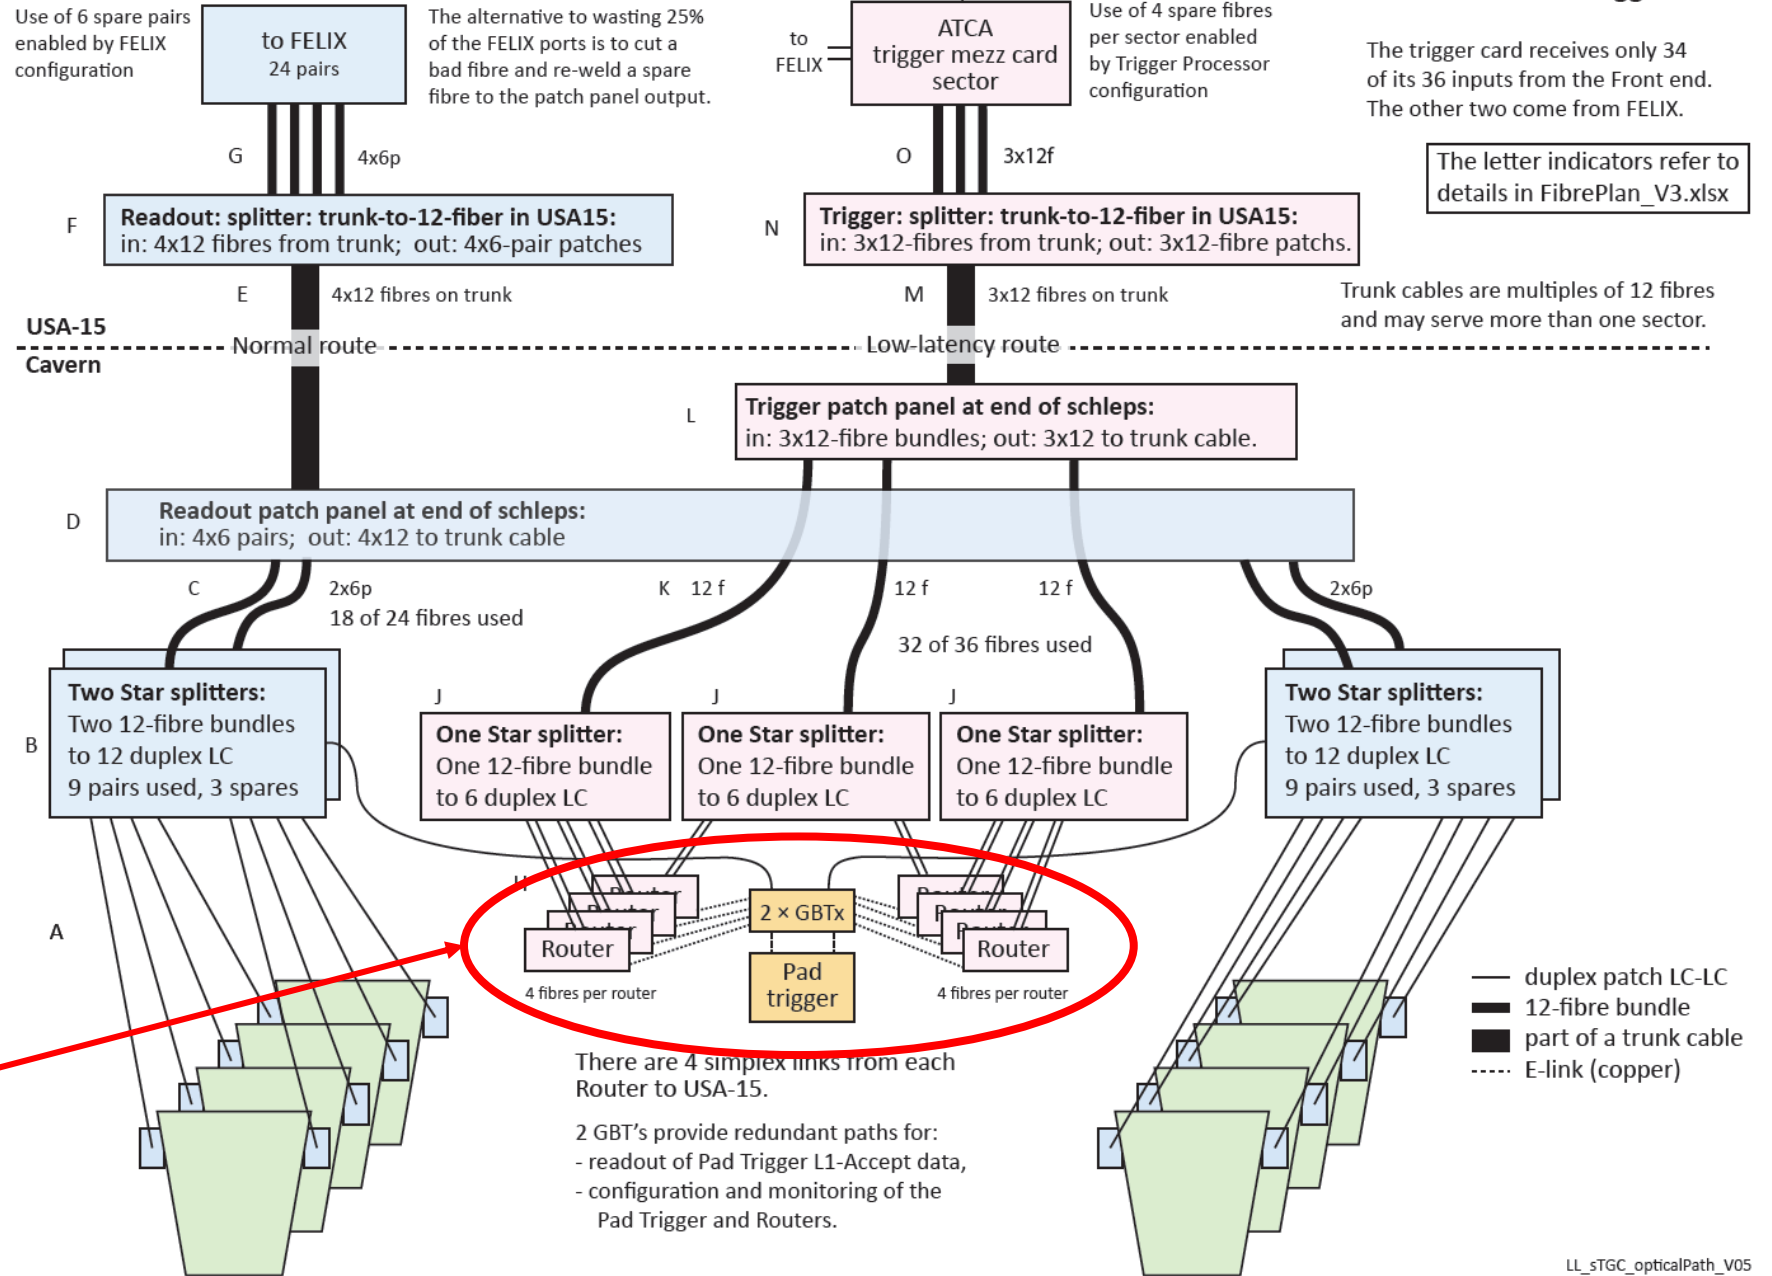 Use of 6 spare pairs
enabled by FELIX
configuration
to FELIX
24 pairs
The alternative to wasting 25%
of the FELIX ports is to cut a
bad fibre and re-weld a spare
fibre to the patch panel output.
to
FELIX
ATCA
trigger mezz card
sector
Use of 4 spare fibres
per sector enabled
by Trigger Processor
configuration
The trigger card receives only 34
of its 36 inputs from the Front end.
The other two come from FELIX.
The letter indicators refer to
details in FibrePlan_V3.xlsx
G
4x6p
O
3x12f
F
Readout: splitter: trunk-to-12-fiber in USA15:
in: 4x12 fibres from trunk; out: 4x6-pair patches
N
Trigger: splitter: trunk-to-12-fiber in USA15:
in: 3x12-fibres from trunk; out: 3x12-fibre patchs.
E
4x12 fibres on trunk
M
3x12 fibres on trunk
Trunk cables are multiples of 12 fibres
and may serve more than one sector.
USA-15
Cavern
Normal route
Low-latency route
L
Trigger patch panel at end of schleps:
in: 3x12-fibre bundles; out: 3x12 to trunk cable.
D
Readout patch panel at end of schleps:
in: 4x6 pairs; out: 4x12 to trunk cable
C
2x6p
18 of 24 fibres used
K
12 f
12 f
12 f
2x6p
32 of 36 fibres used
B
Two Star splitters:
Two 12-fibre bundles
to 12 duplex LC
9 pairs used, 3 spares
J
One Star splitter:
One 12-fibre bundle
to 6 duplex LC
J
One Star splitter:
One 12-fibre bundle
to 6 duplex LC
J
One Star splitter:
One 12-fibre bundle
to 6 duplex LC
Two Star splitters:
Two 12-fibre bundles
to 12 duplex LC
9 pairs used, 3 spares
A
H
Router
Router
Router
Router
4 fibres per router
2 × GBTx
Pad
trigger
Router
Router
Router
Router
4 fibres per router
There are 4 simplex links from each
Router to USA-15.
2 GBT's provide redundant paths for:
- readout of Pad Trigger L1-Accept data,
- configuration and monitoring of the
Pad Trigger and Routers.
duplex patch LC-LC
12-fibre bundle
part of a trunk cable
E-link (copper)
LL_sTGC_opticalPath_V05